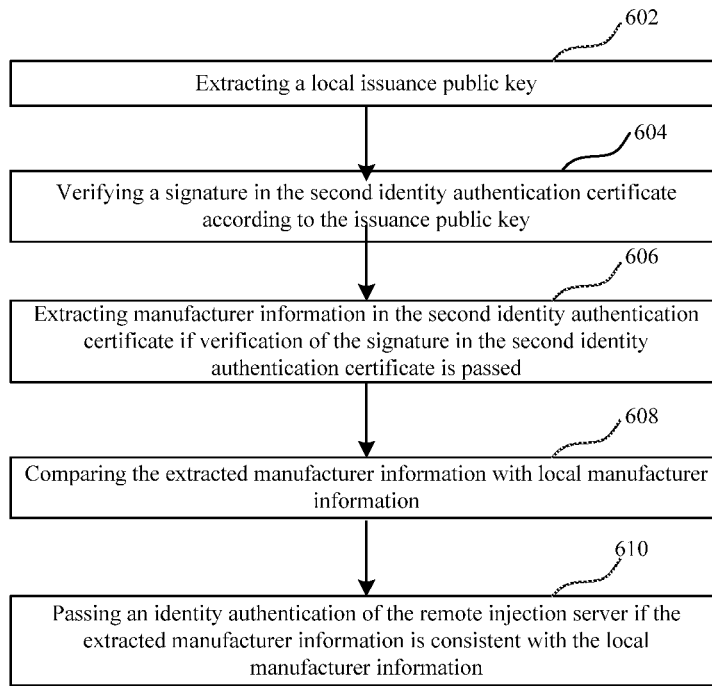 602
Extracting a local issuance public key
604
Verifying a signature in the second identity authentication certificate
according to the issuance public key
606
Extracting manufacturer information in the second identity authentication
certificate if verification of the signature in the second identity
authentication certificate is passed
608
Comparing the extracted manufacturer information with local manufacturer
information
610
Passing an identity authentication of the remote injection server if the
extracted manufacturer information is consistent with the local
manufacturer information